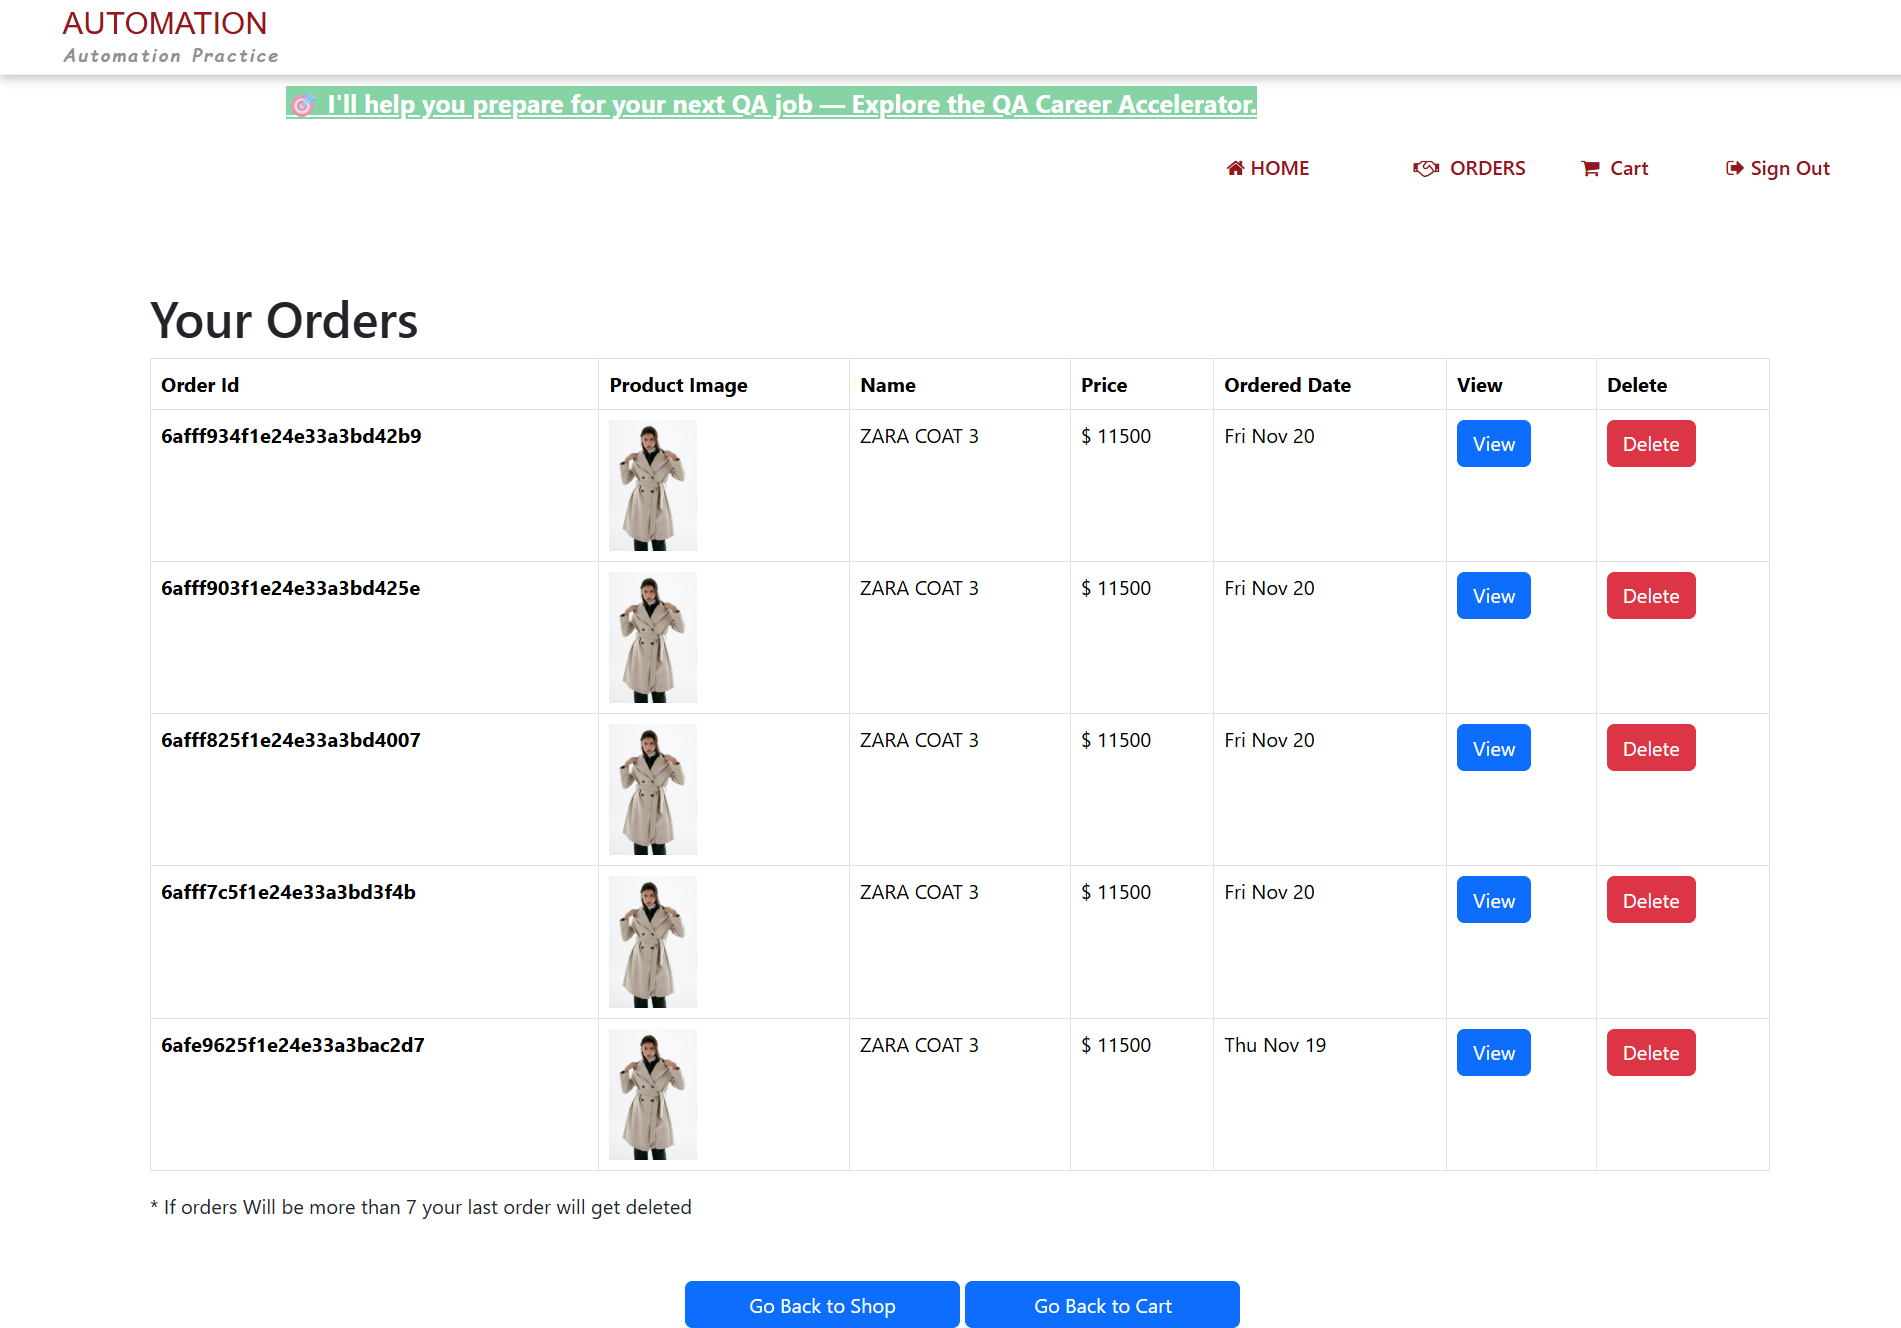 AUTOMATION
Automation Practice
🎯 I'll help you prepare for your next QA job — Explore the QA Career Accelerator.
HOME ORDERS Cart Sign Out
Your Orders
Order Id Product Image Name Price Ordered Date View Delete
6afff934f1e24e33a3bd42b9 ZARA COAT 3 $ 11500 Fri Nov 20 View Delete
6afff903f1e24e33a3bd425e ZARA COAT 3 $ 11500 Fri Nov 20 View Delete
6afff825f1e24e33a3bd4007 ZARA COAT 3 $ 11500 Fri Nov 20 View Delete
6afff7c5f1e24e33a3bd3f4b ZARA COAT 3 $ 11500 Fri Nov 20 View Delete
6afe9625f1e24e33a3bac2d7 ZARA COAT 3 $ 11500 Thu Nov 19 View Delete
* If orders Will be more than 7 your last order will get deleted
Go Back to Shop Go Back to Cart